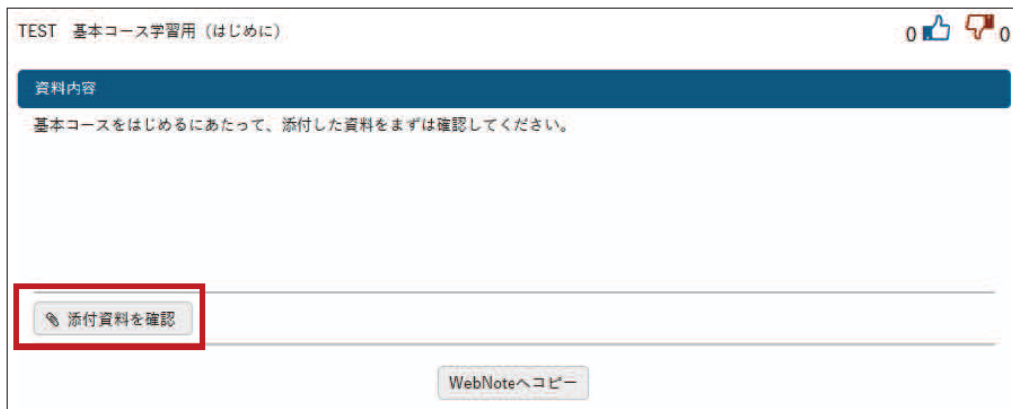 TEST 基本コース学習用（はじめに）
0 0
資料内容
基本コースをはじめるにあたって、添付した資料をまずは確認してください。
添付資料を確認
WebNoteへコピー